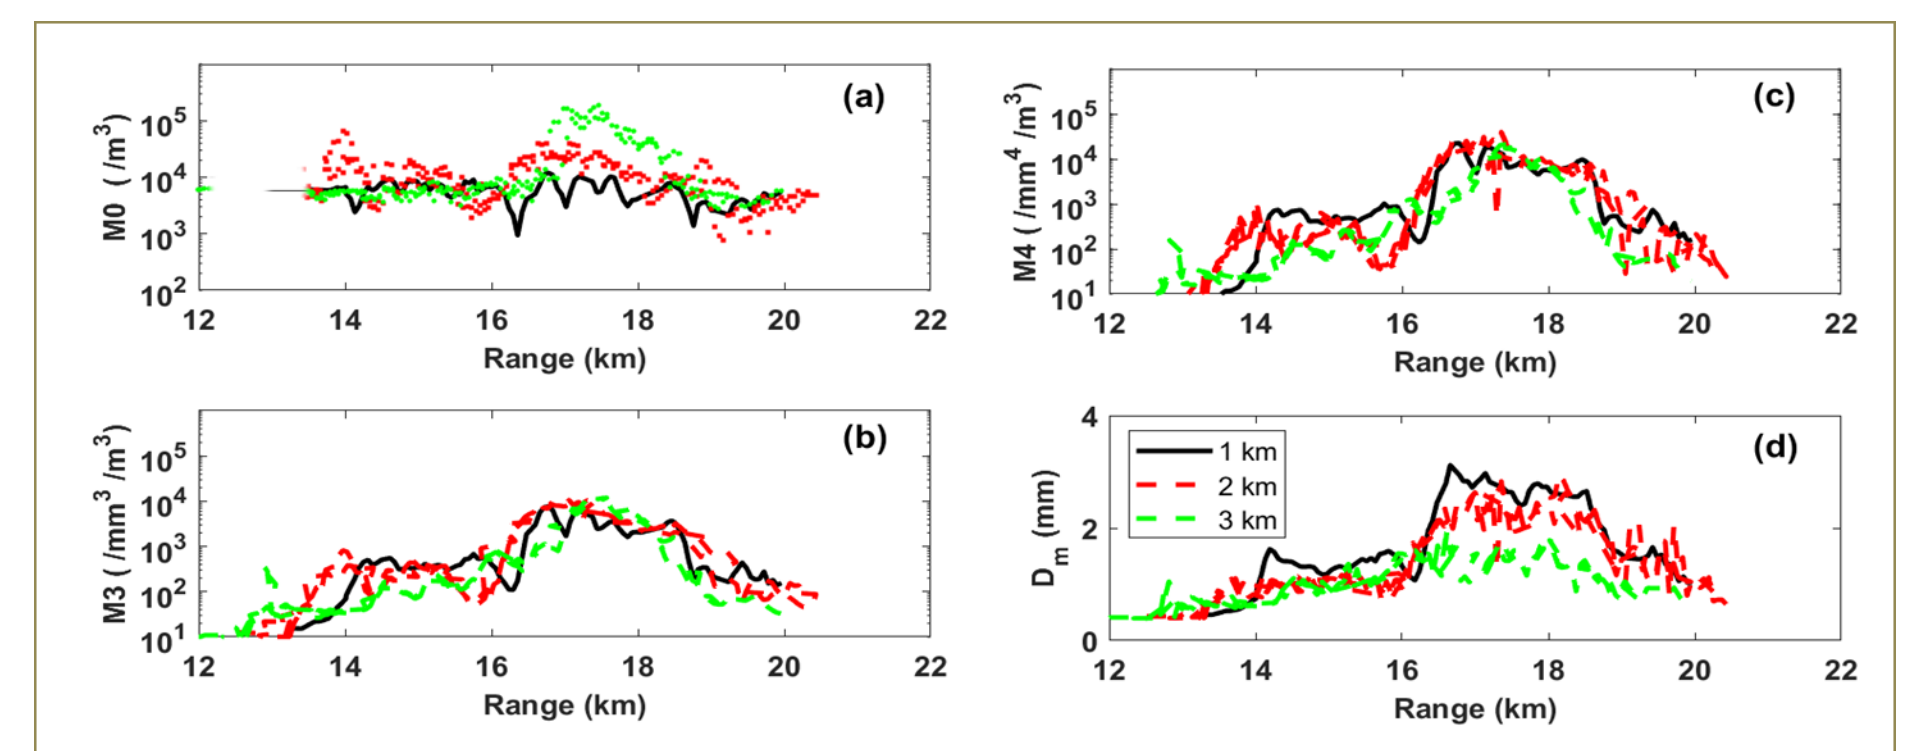 (a)
M0 ( /m3)
105
104
103
102
12 14 16 18 20 22
Range (km)
(c)
M4 ( /mm4 /m3)
105
104
103
102
101
12 14 16 18 20 22
Range (km)
(b)
M3 ( /mm3 /m3)
105
104
103
102
101
12 14 16 18 20 22
Range (km)
(d)
Dm (mm)
4
2
0
1 km
2 km
3 km
12 14 16 18 20 22
Range (km)